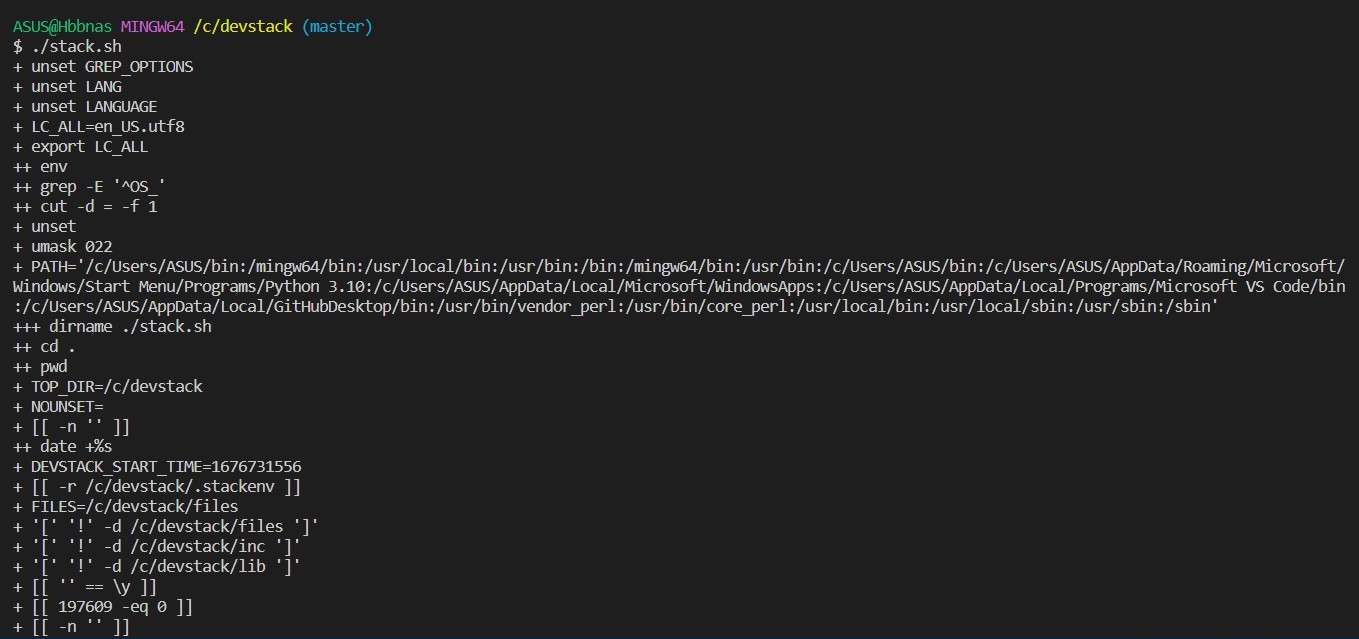 ASUS@Hbbnas MINGW64 /c/devstack (master)
$ ./stack.sh
+ unset GREP_OPTIONS
+ unset LANG
+ unset LANGUAGE
+ LC_ALL=en_US.utf8
+ export LC_ALL
++ env
++ grep -E '^OS_'
++ cut -d = -f 1
+ unset
+ umask 022
+ PATH='/c/Users/ASUS/bin:/mingw64/bin:/usr/local/bin:/usr/bin:/bin:/mingw64/bin:/usr/bin:/c/Users/ASUS/bin:/c/Users/ASUS/AppData/Roaming/Microsoft/
Windows/Start Menu/Programs/Python 3.10:/c/Users/ASUS/AppData/Local/Microsoft/WindowsApps:/c/Users/ASUS/AppData/Local/Programs/Microsoft VS Code/bin
:/c/Users/ASUS/AppData/Local/GitHubDesktop/bin:/usr/bin/vendor_perl:/usr/bin/core_perl:/usr/local/bin:/usr/local/sbin:/usr/sbin:/sbin'
+++ dirname ./stack.sh
++ cd .
++ pwd
+ TOP_DIR=/c/devstack
+ NOUNSET=
+ [[ -n '' ]]
++ date +%s
+ DEVSTACK_START_TIME=1676731556
+ [[ -r /c/devstack/.stackenv ]]
+ FILES=/c/devstack/files
+ '[' '!' -d /c/devstack/files ']'
+ '[' '!' -d /c/devstack/inc ']'
+ '[' '!' -d /c/devstack/lib ']'
+ [[ '' == \y ]]
+ [[ 197609 -eq 0 ]]
+ [[ -n '' ]]